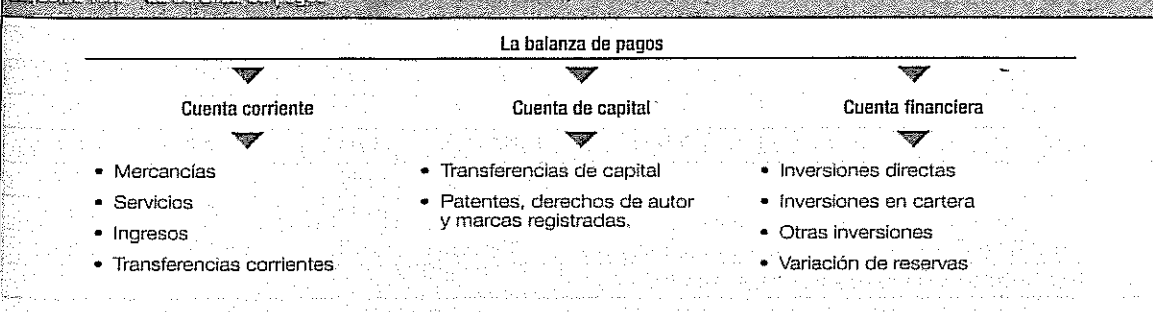 La balanza de pagos
Cuenta corriente
Cuenta de capital
Cuenta financiera
• Mercancías
• Servicios
• Ingresos
• Transferencias corrientes
• Transferencias de capital
• Patentes, derechos de autor
y marcas registradas.
• Inversiones directas
• Inversiones en cartera
• Otras inversiones
• Variación de reservas